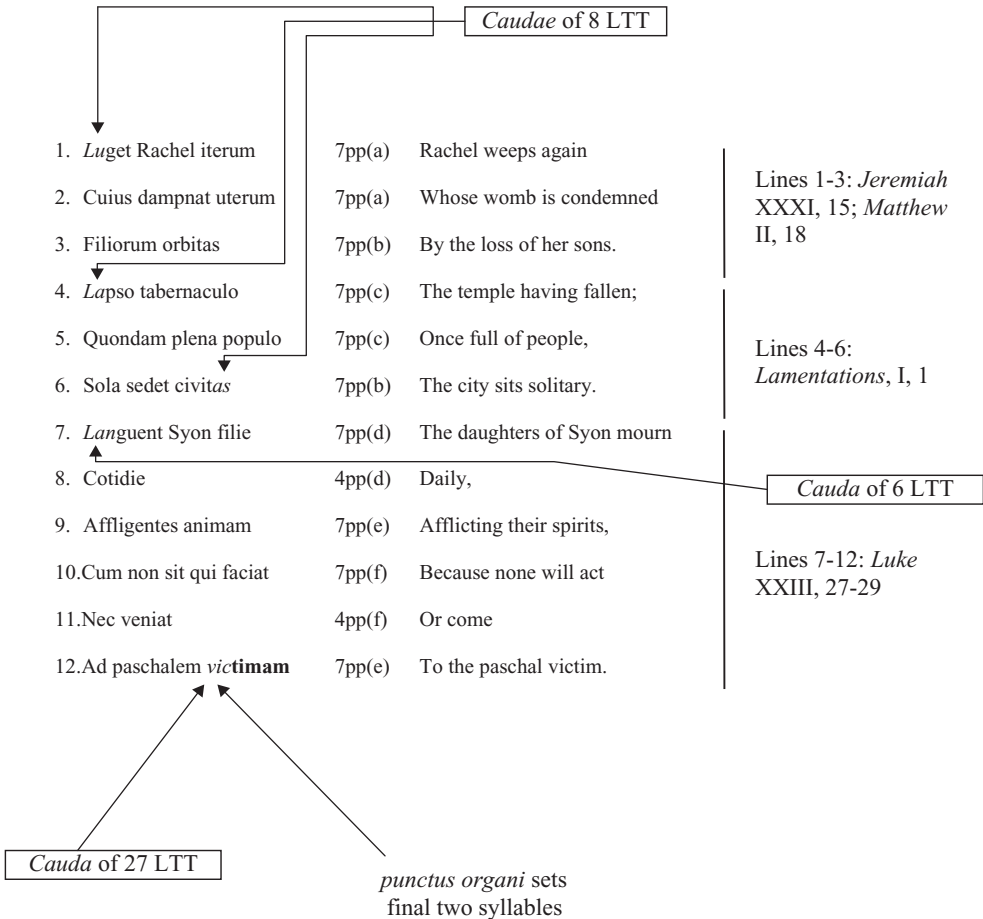 Caudae of 8 LTT
1. Luget Rachel iterum 7pp(a) Rachel weeps again
2. Cuius dampnat uterum 7pp(a) Whose womb is condemned
3. Filiorum orbitas 7pp(b) By the loss of her sons.
Lines 1-3: Jeremiah
XXXI, 15; Matthew
II, 18
4. Lapso tabernaculo 7pp(c) The temple having fallen;
5. Quondam plena populo 7pp(c) Once full of people,
6. Sola sedet civitas 7pp(b) The city sits solitary.
Lines 4-6:
Lamentations, I, 1
7. Languent Syon filie 7pp(d) The daughters of Syon mourn
8. Cotidie 4pp(d) Daily,
Cauda of 6 LTT
9. Affligentes animam 7pp(e) Afflicting their spirits,
10.Cum non sit qui faciat 7pp(f) Because none will act
11.Nec veniat 4pp(f) Or come
12.Ad paschalem victimam 7pp(e) To the paschal victim.
Lines 7-12: Luke
XXIII, 27-29
Cauda of 27 LTT
punctus organi sets
final two syllables